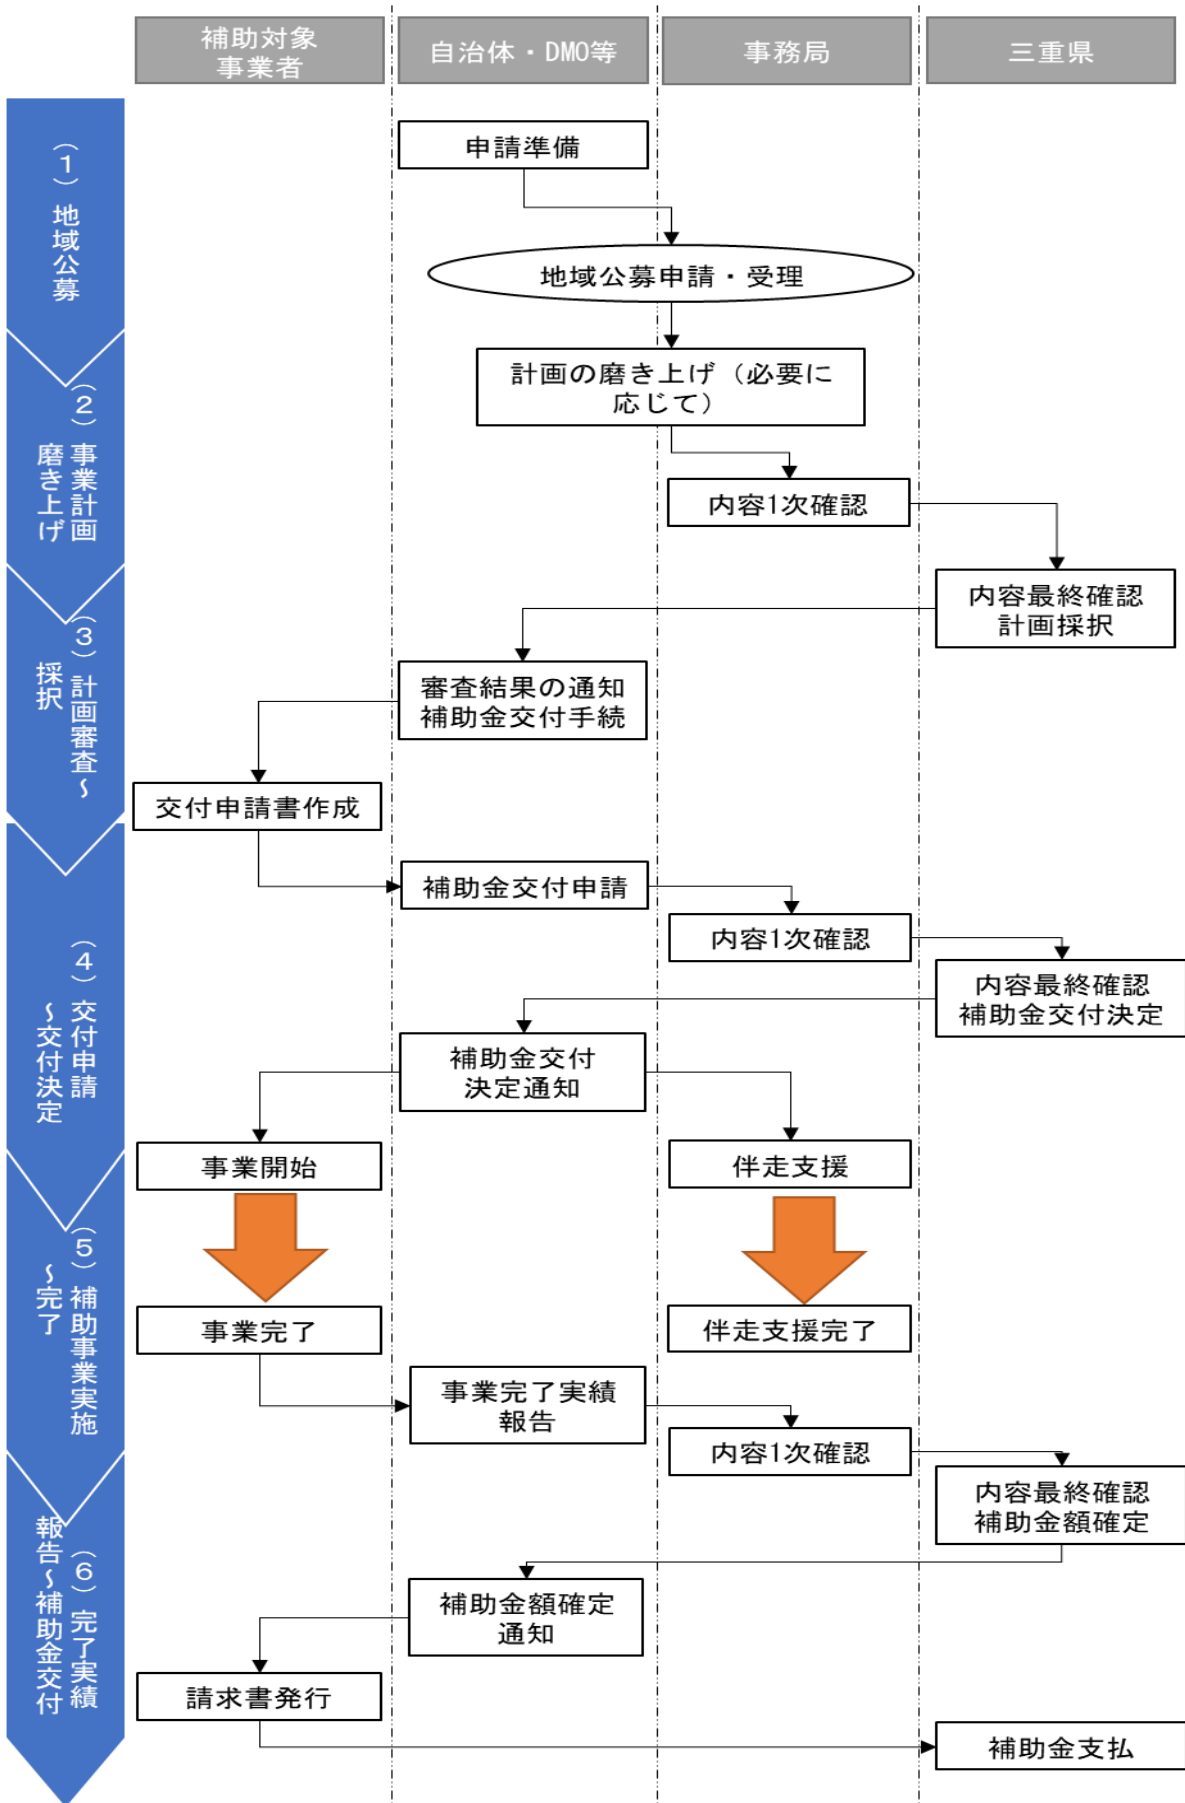 補助対象
事業者
自治体・DMO等
事務局
三重県
(1) 地域公募
申請準備
地域公募申請・受理
(2) 事業計画
磨き上げ
計画の磨き上げ（必要に
応じて）
内容1次確認
内容最終確認
計画採択
(3) 計画審査～
採択
審査結果の通知
補助金交付手続
交付申請書作成
(4) 交付申請
～交付決定
補助金交付申請
内容1次確認
内容最終確認
補助金交付決定
補助金交付
決定通知
事業開始
伴走支援
(5) 補助事業実施
～完了
事業完了
伴走支援完了
事業完了実績
報告
内容1次確認
内容最終確認
補助金額確定
(6) 完了実績
報告～補助金交付
補助金額確定
通知
請求書発行
補助金支払